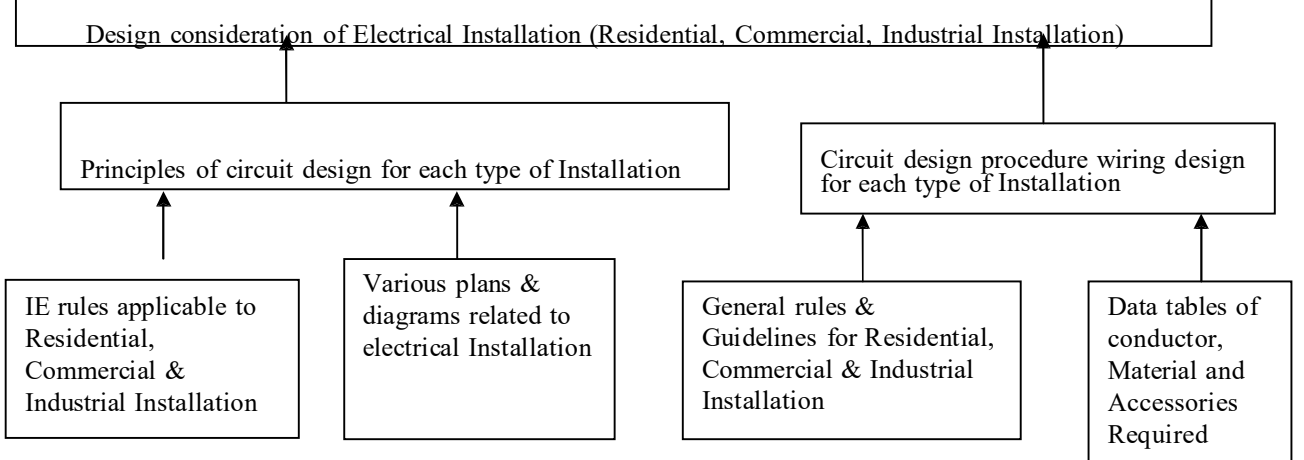 Design consideration of Electrical Installation (Residential, Commercial, Industrial Installation)
Principles of circuit design for each type of Installation
Circuit design procedure wiring design
for each type of Installation
IE rules applicable to
Residential,
Commercial &
Industrial Installation
Various plans &
diagrams related to
electrical Installation
General rules &
Guidelines for Residential,
Commercial & Industrial
Installation
Data tables of
conductor,
Material and
Accessories
Required